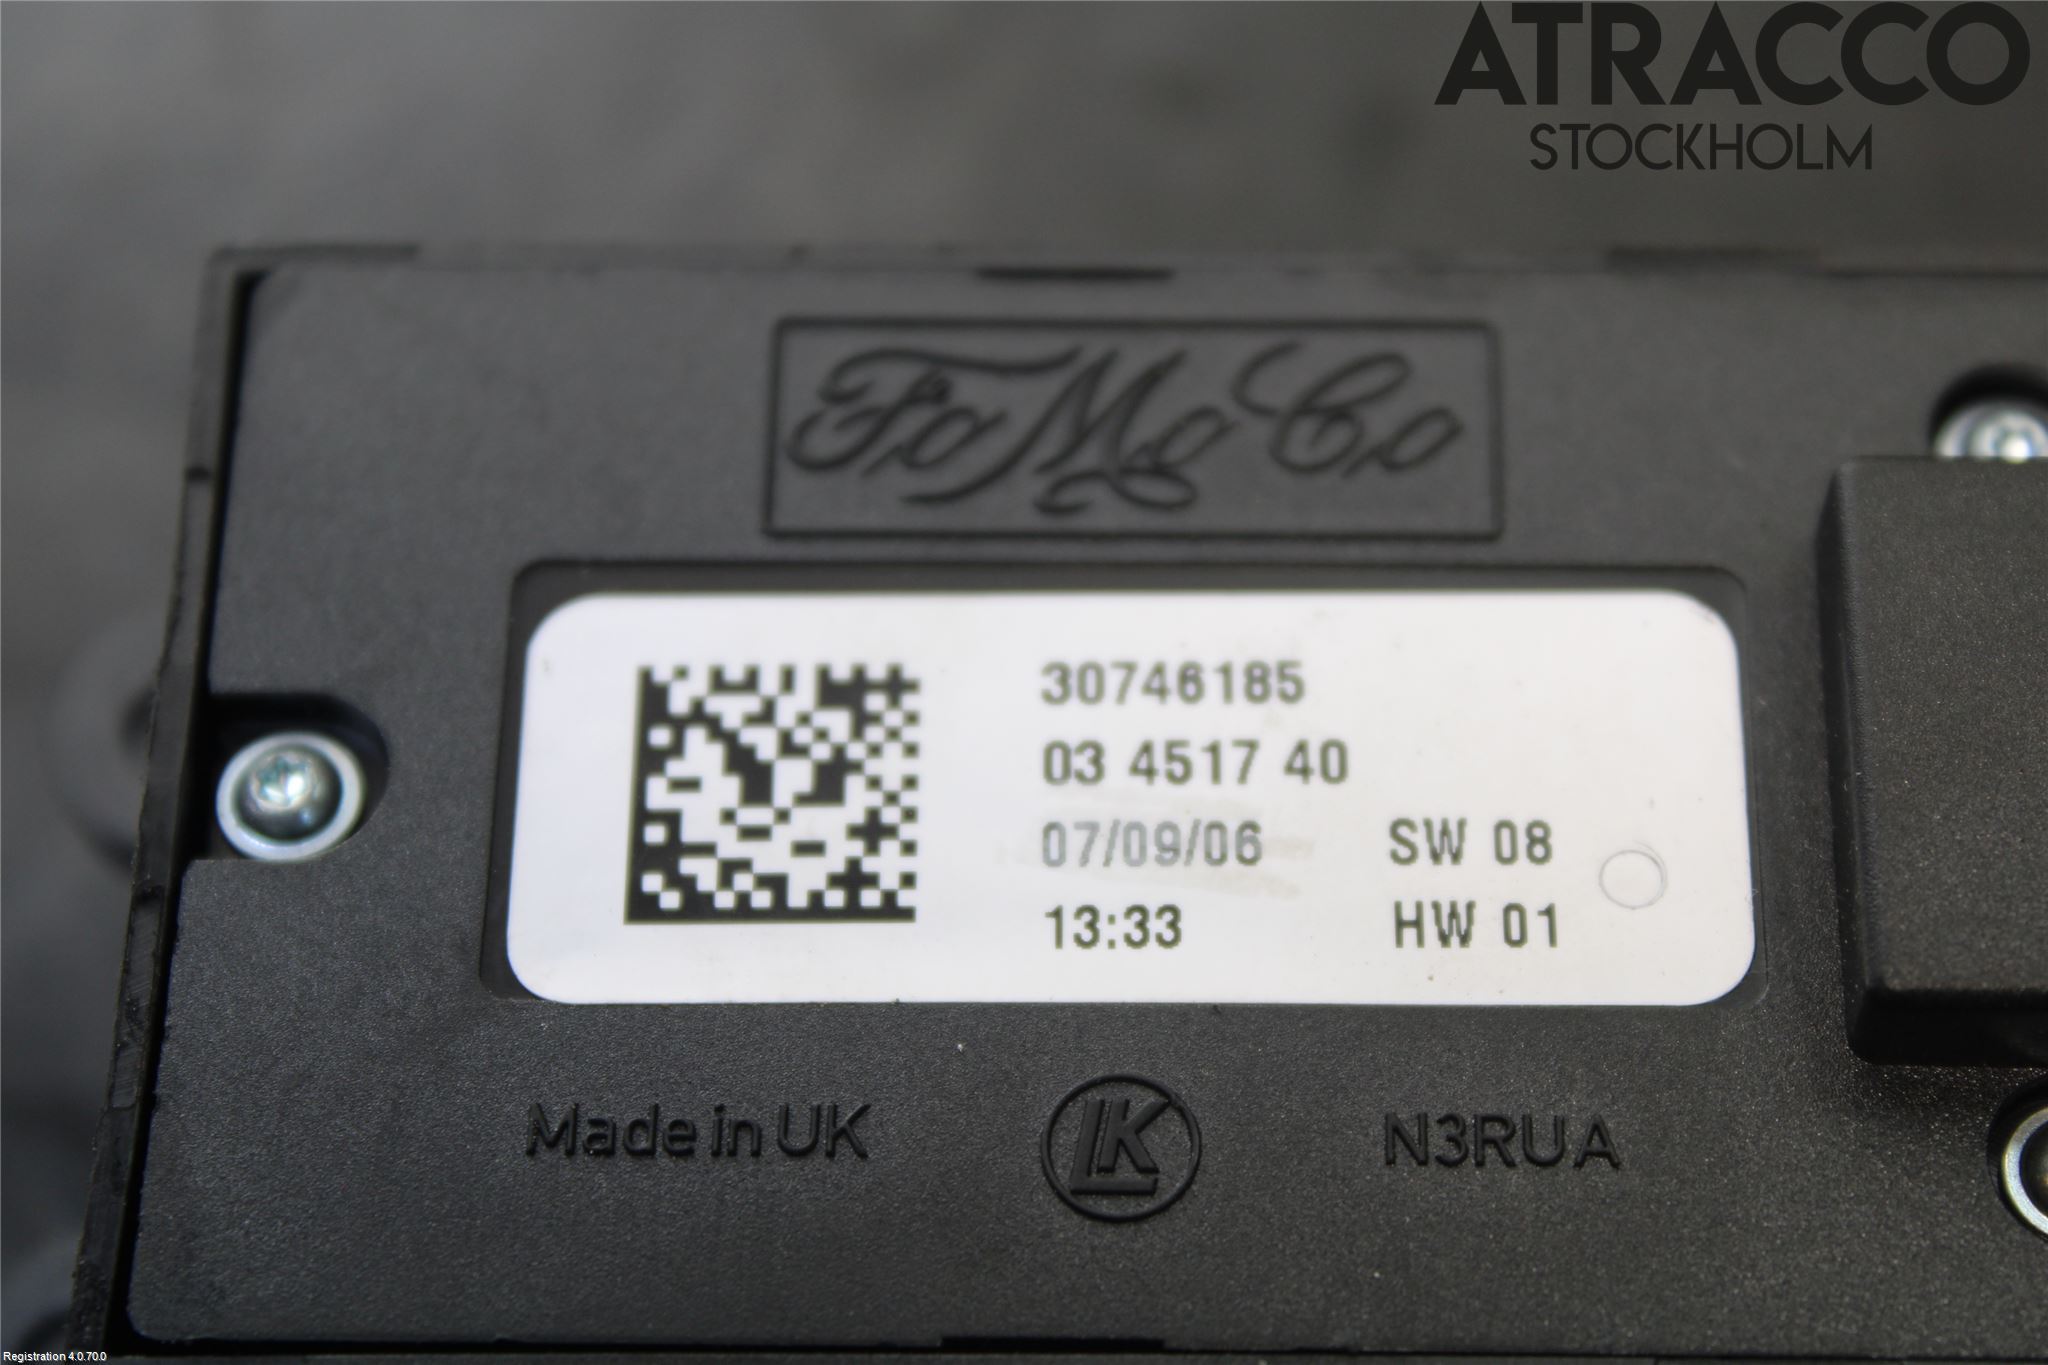 ATRACCO
STOCKHOLM
FoMoCo
30746185
03 4517 40
07/09/06 SW 08
13:33 HW 01
Made in UK LK N3RUA
Registration 4.0.70.0